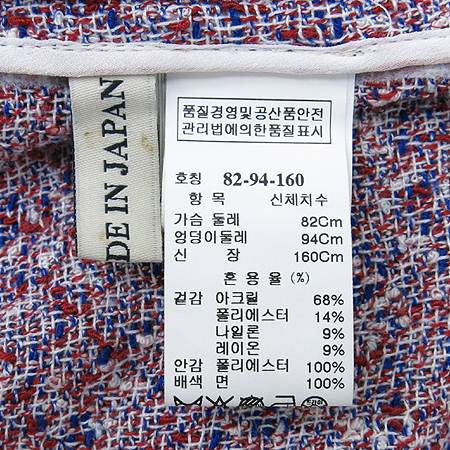 품질경영및공산품안전
관리법에의한품질표시
호칭 82-94-160
항 목 신체치수
가슴 둘레 82Cm
엉덩이둘레 94Cm
신 장 160Cm
혼 용 율 (%)
겉감 아크릴 68%
폴리에스터 14%
나일론 9%
레이온 9%
안감 폴리에스터 100%
배색 면 100%
DE IN JAPAN